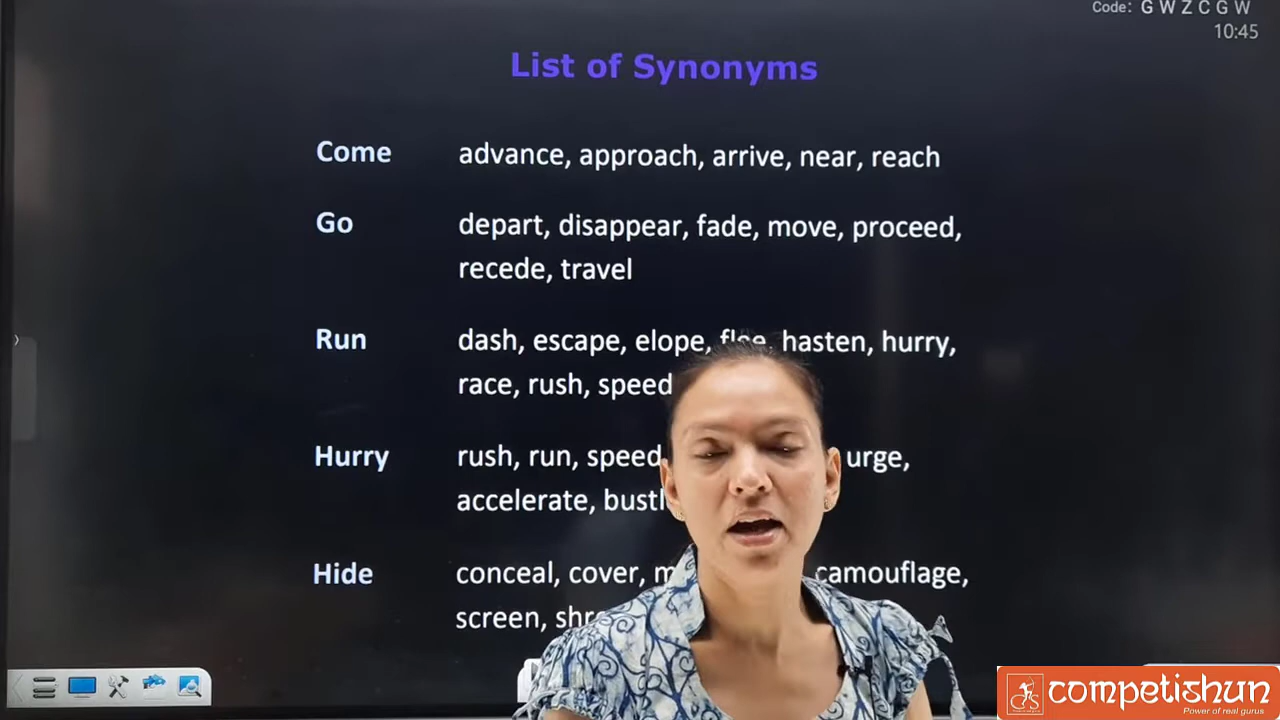 Code: G W Z C G W
10:45
List of Synonyms
Come advance, approach, arrive, near, reach
Go depart, disappear, fade, move, proceed,
recede, travel
Run dash, escape, elope, flee, hasten, hurry,
race, rush, speed
Hurry rush, run, speed urge,
accelerate,
Hide conceal, cover, camouflage,
screen,
competishun
Power of real gurus